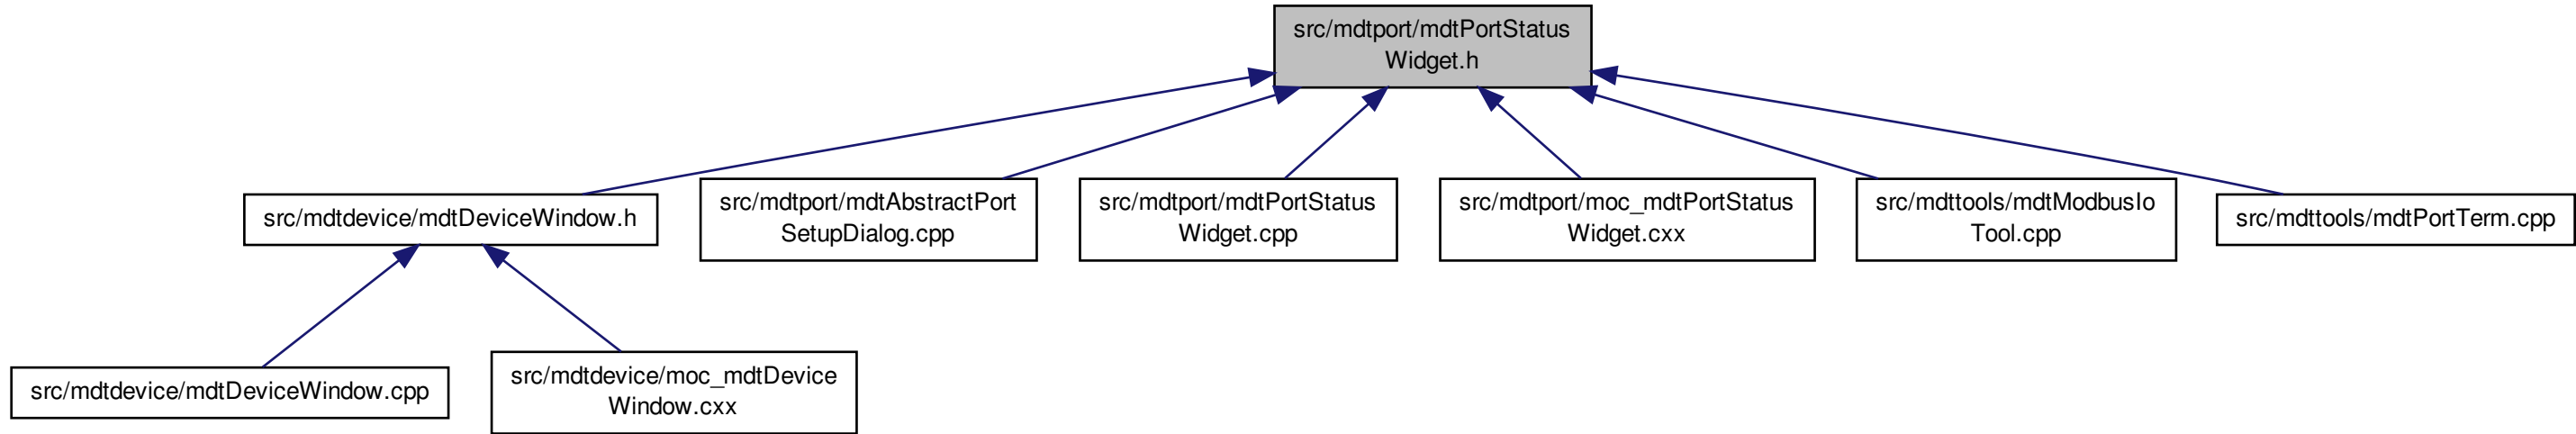 src/mdtport/mdtPortStatus
Widget.h
src/mdtdevice/mdtDeviceWindow.h
src/mdtport/mdtAbstractPort
SetupDialog.cpp
src/mdtport/mdtPortStatus
Widget.cpp
src/mdtport/moc_mdtPortStatus
Widget.cxx
src/mdttools/mdtModbusIo
Tool.cpp
src/mdttools/mdtPortTerm.cpp
src/mdtdevice/mdtDeviceWindow.cpp
src/mdtdevice/moc_mdtDevice
Window.cxx